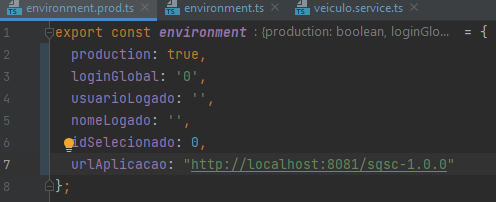 environment.prod.ts × environment.ts × veiculo.service.ts ×
1 export const environment : {production: boolean, loginGlo... = {
2 production: true,
3 loginGlobal: '0',
4 usuarioLogado: '',
5 nomeLogado: '',
6 idSelecionado: 0,
7 urlAplicacao: "http://localhost:8081/sqsc-1.0.0"
8 };